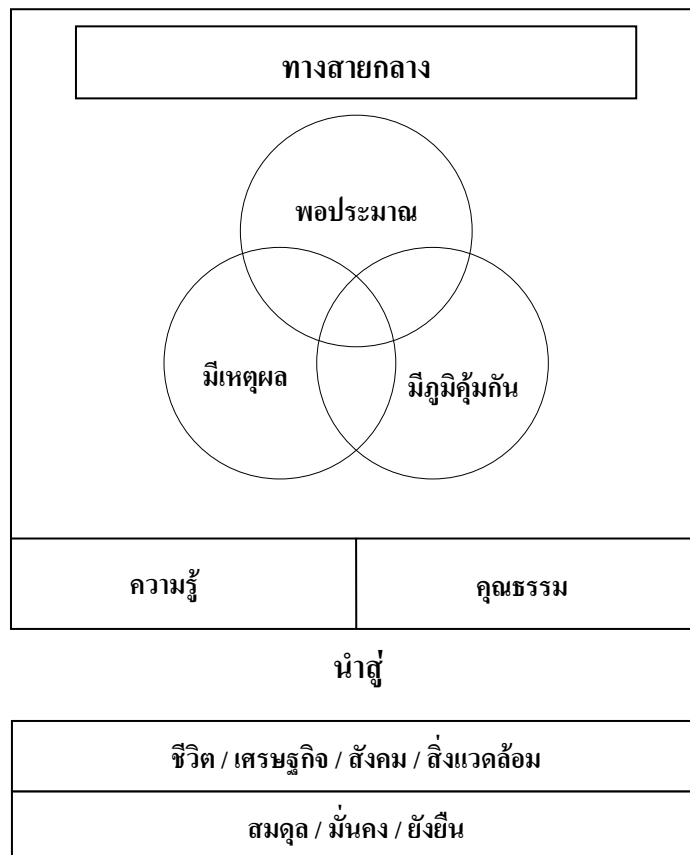 ทางสายกลาง
พอประมาณ
มีเหตุผล
มีภูมิคุ้มกัน
ความรู้
คุณธรรม
นำสู่
ชีวิต / เศรษฐกิจ / สังคม / สิ่งแวดล้อม
สมดุล / มั่นคง / ยั่งยืน